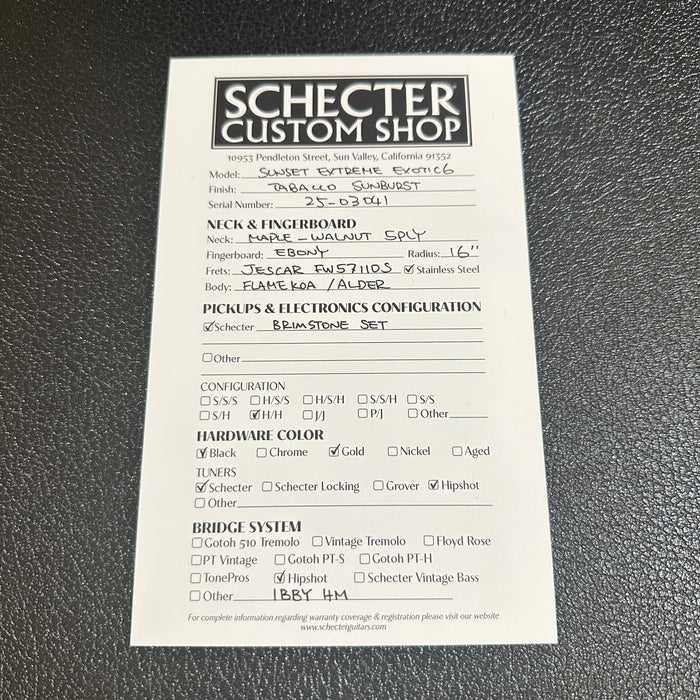 SCHECTER
CUSTOM SHOP
10953 Pendleton Street, Sun Valley, California 91352
Model: SUNSET EXTREME EXOTIC 6
Finish: TABACCO SUNBURST
Serial Number: 25-03041
NECK & FINGERBOARD
Neck: MAPLE - WALNUT 5PLY
Fingerboard: EBONY Radius: 16"
Frets: JESCAR FW57110S ☑ Stainless Steel
Body: FLAME KOA / ALDER
PICKUPS & ELECTRONICS CONFIGURATION
☑ Schecter BRIMSTONE SET
☐ Other
CONFIGURATION
☐ S/S/S ☐ H/S/S ☐ H/S/H ☐ S/S/H ☐ S/S
☐ S/H ☑ H/H ☐ J/J ☐ P/J ☐ Other
HARDWARE COLOR
☑ Black ☐ Chrome ☑ Gold ☐ Nickel ☐ Aged
TUNERS
☑ Schecter ☐ Schecter Locking ☐ Grover ☑ Hipshot
☐ Other
BRIDGE SYSTEM
☐ Gotoh 510 Tremolo ☐ Vintage Tremolo ☐ Floyd Rose
☐ PT Vintage ☐ Gotoh PT-S ☐ Gotoh PT-H
☐ TonePros ☑ Hipshot ☐ Schecter Vintage Bass
☐ Other IBBY HM
For complete information regarding warranty coverage & registration please visit our website
www.schecterguitars.com